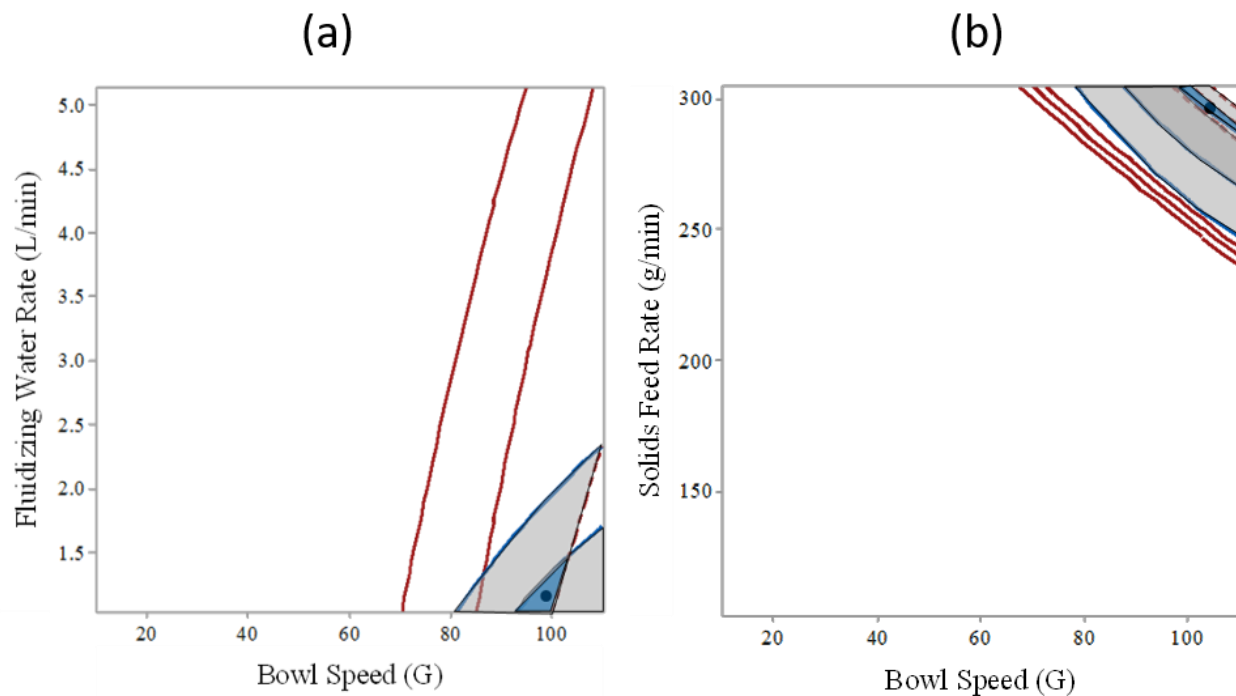 (a)
(b)
Fluidizing Water Rate (L/min)
5.0
4.5
4.0
3.5
3.0
2.5
2.0
1.5
20 40 60 80 100
Bowl Speed (G)
Solids Feed Rate (g/min)
300
250
200
150
20 40 60 80 100
Bowl Speed (G)